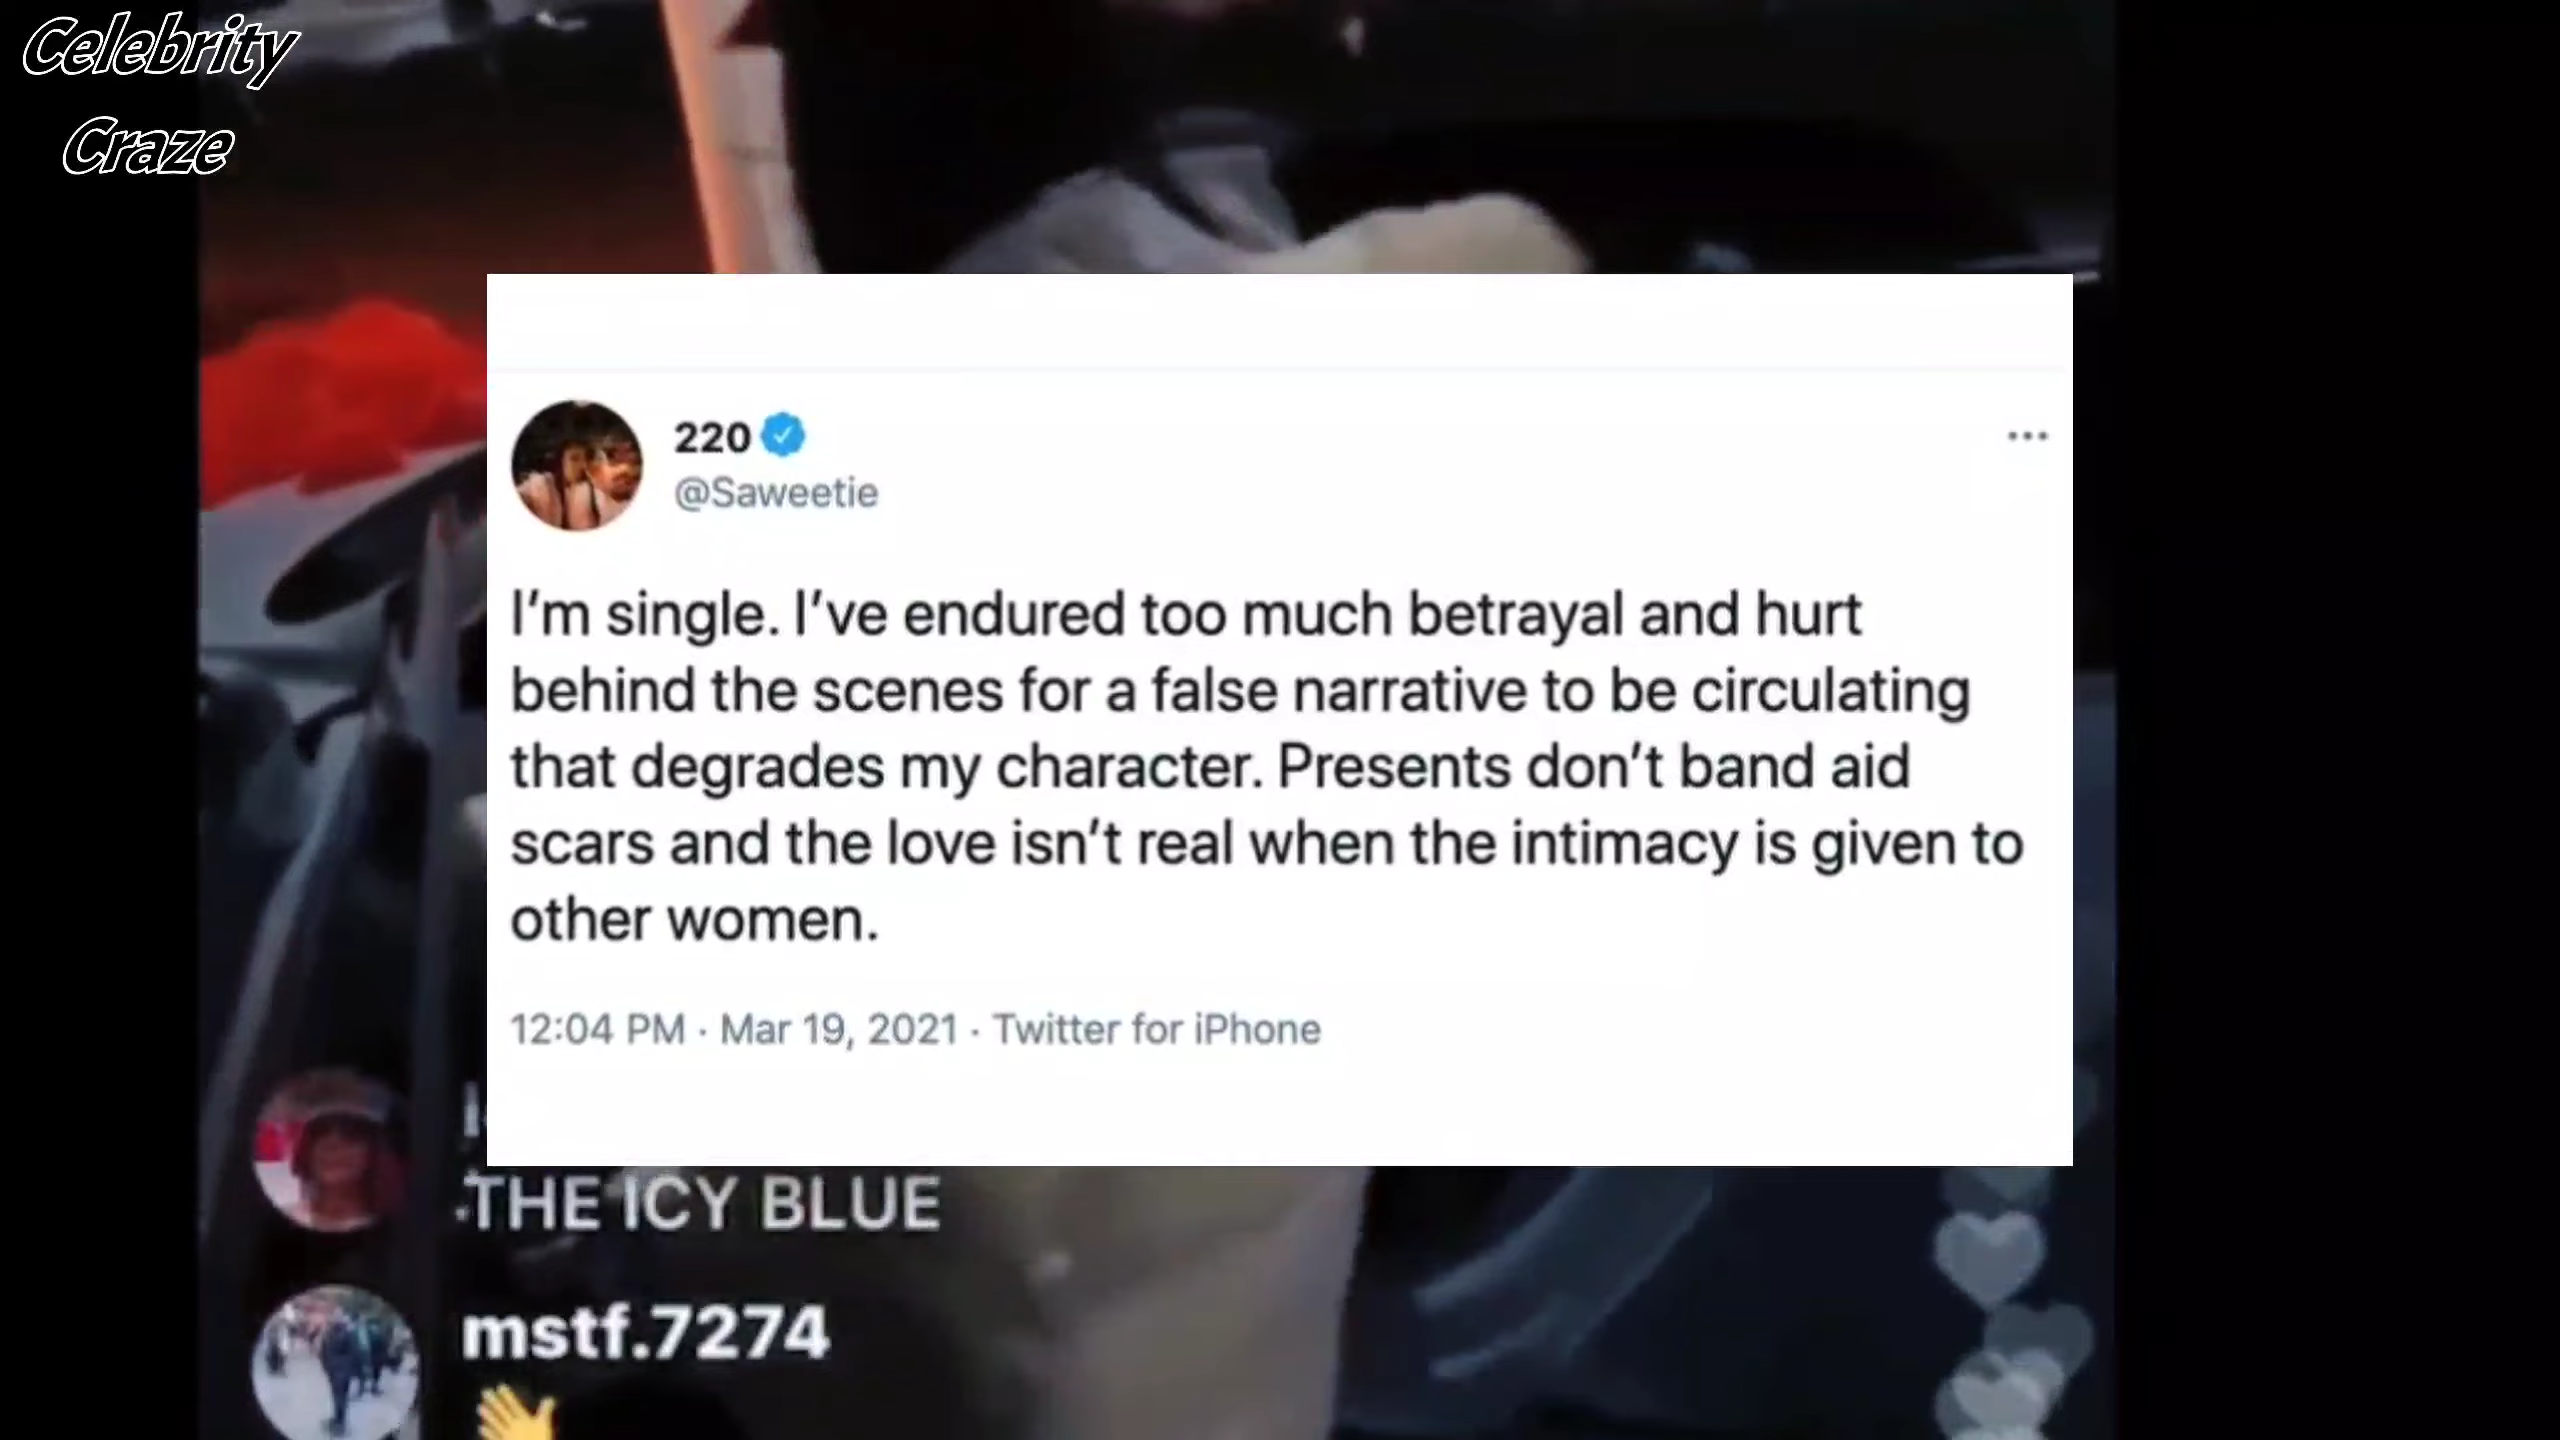 Celebrity
Craze
220
@Saweetie
I'm single. I've endured too much betrayal and hurt
behind the scenes for a false narrative to be circulating
that degrades my character. Presents don't band aid
scars and the love isn't real when the intimacy is given to
other women.
12:04 PM · Mar 19, 2021 · Twitter for iPhone
THE ICY BLUE
mstf.7274
👋